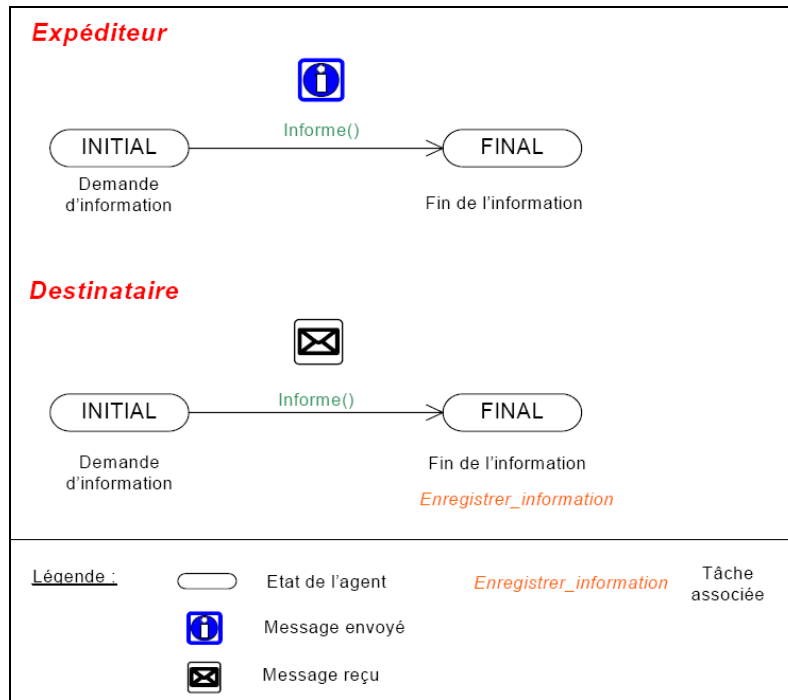 Expéditeur
Informe()
INITIAL
FINAL
Demande
d'information
Fin de l'information
Destinataire
Informe()
INITIAL
FINAL
Demande
d'information
Fin de l'information
Enregistrer_information
Légende :
Etat de l'agent
Enregistrer_information
Tâche
associée
Message envoyé
Message reçu